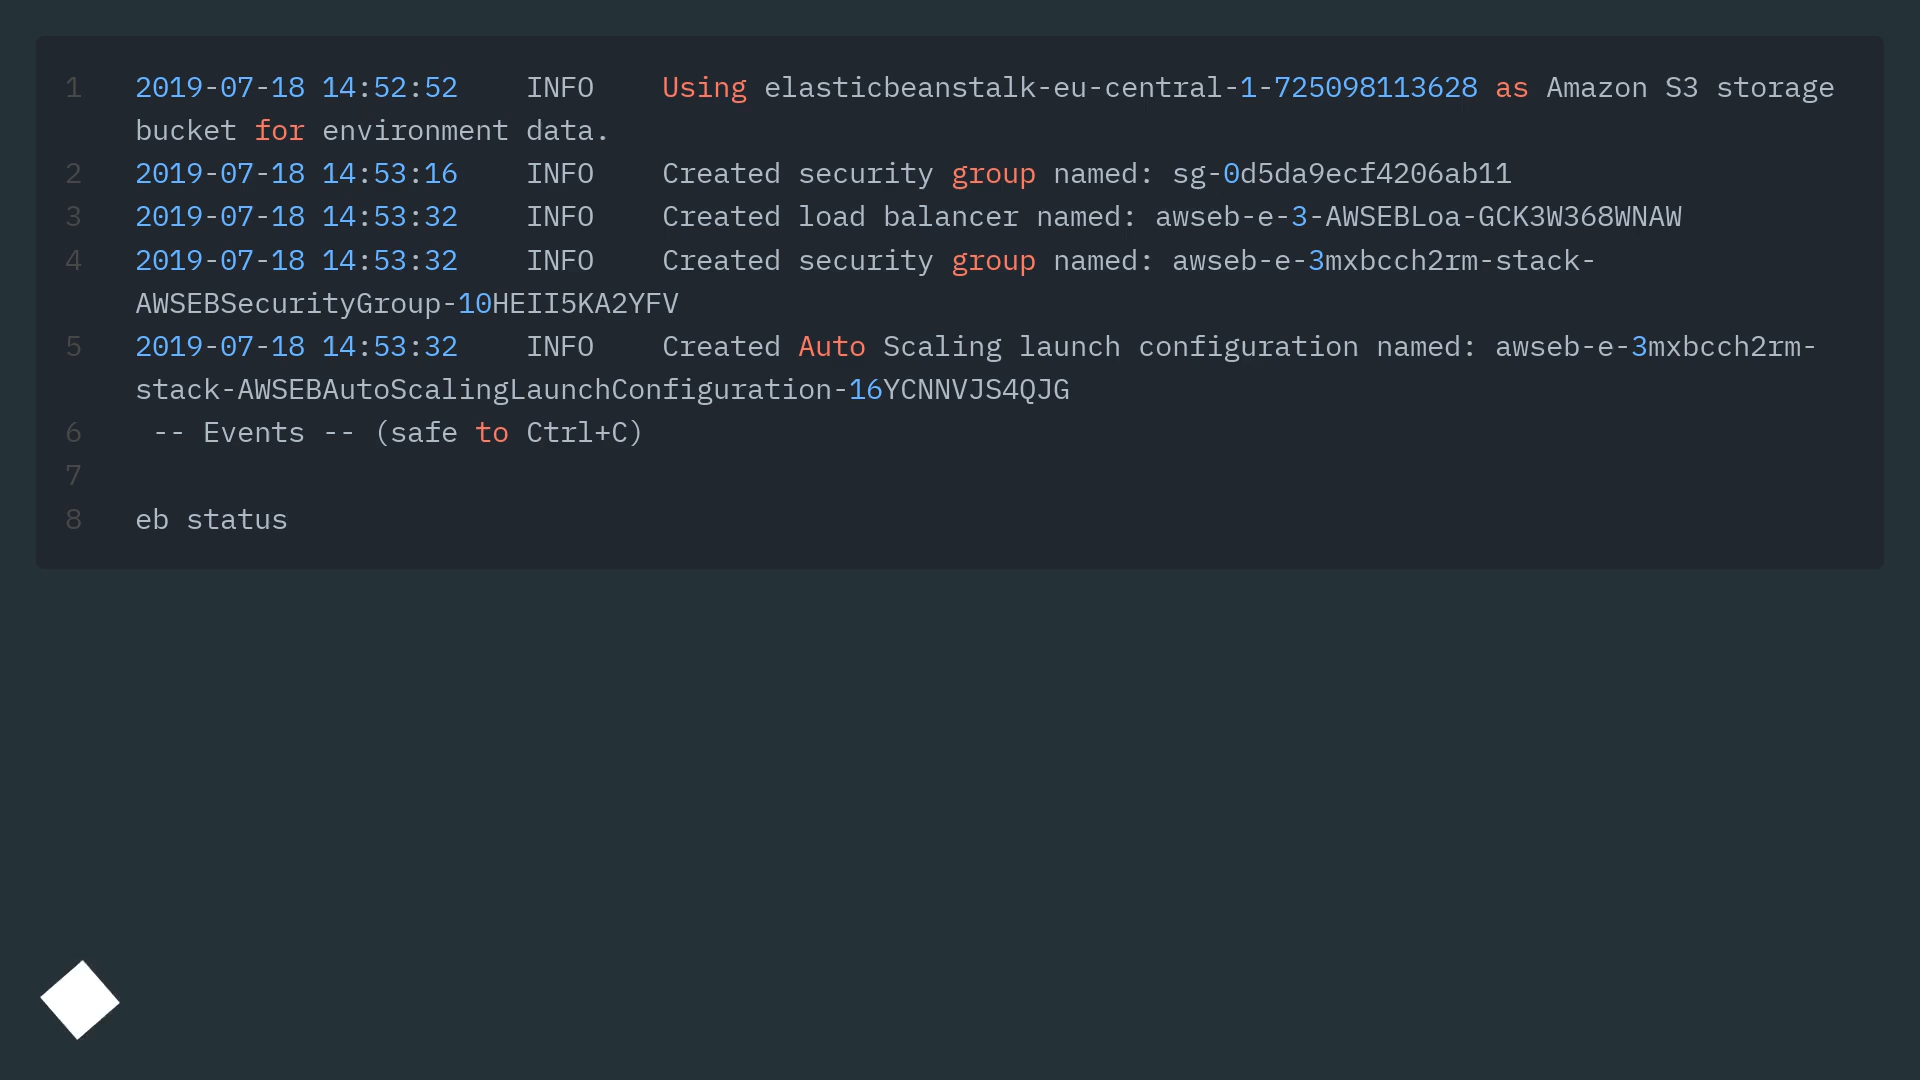 1 2019-07-18 14:52:52    INFO    Using elasticbeanstalk-eu-central-1-725098113628 as Amazon S3 storage
bucket for environment data.
2 2019-07-18 14:53:16    INFO    Created security group named: sg-0d5da9ecf4206ab11
3 2019-07-18 14:53:32    INFO    Created load balancer named: awseb-e-3-AWSEBLoa-GCK3W368WNAW
4 2019-07-18 14:53:32    INFO    Created security group named: awseb-e-3mxbcch2rm-stack-
AWSEBSecurityGroup-10HEII5KA2YFV
5 2019-07-18 14:53:32    INFO    Created Auto Scaling launch configuration named: awseb-e-3mxbcch2rm-
stack-AWSEBAutoScalingLaunchConfiguration-16YCNNVJS4QJG
6  -- Events -- (safe to Ctrl+C)
7
8 eb status